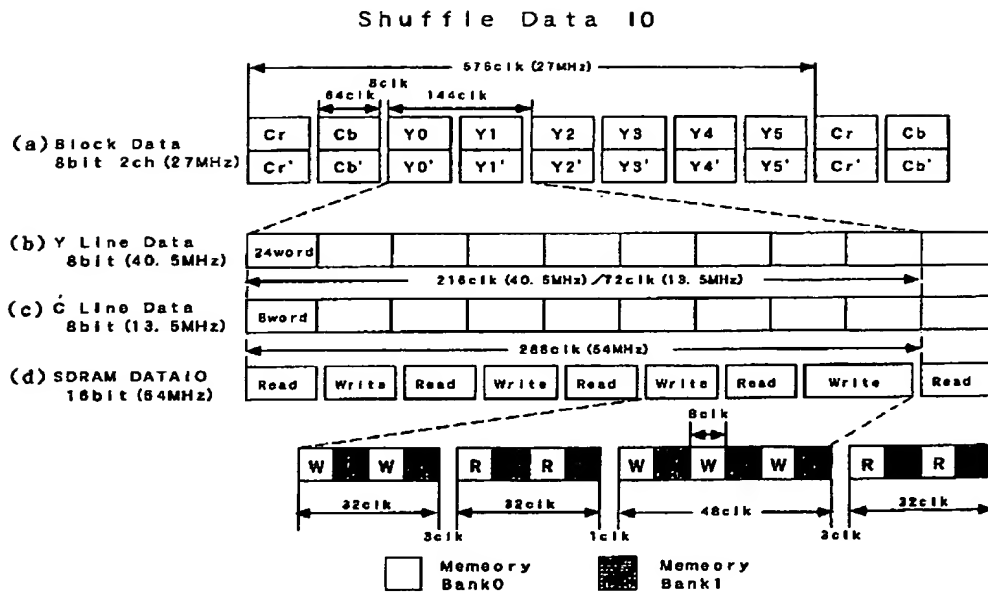 Shuffle Data IO
576clk (27MHz)
8clk
64clk
144clk
(a) Block Data
8bit 2ch (27MHz)
Cr Cb Y0 Y1 Y2 Y3 Y4 Y5 Cr Cb
Cr' Cb' Y0' Y1' Y2' Y3' Y4' Y5' Cr' Cb'
(b) Y Line Data
8bit (40. 5MHz)
24word
216clk (40. 5MHz) /72clk (13. 5MHz)
(c) C Line Data
8bit (13. 5MHz)
8word
288clk (54MHz)
(d) SDRAM DATAIO
16bit (54MHz)
Read Write Read Write Read Write Read Write Read
8clk
W W R R W W W R R
32clk 32clk 48clk 32clk
3clk 1clk 3clk
Memeory
Bank0
Memeory
Bank1